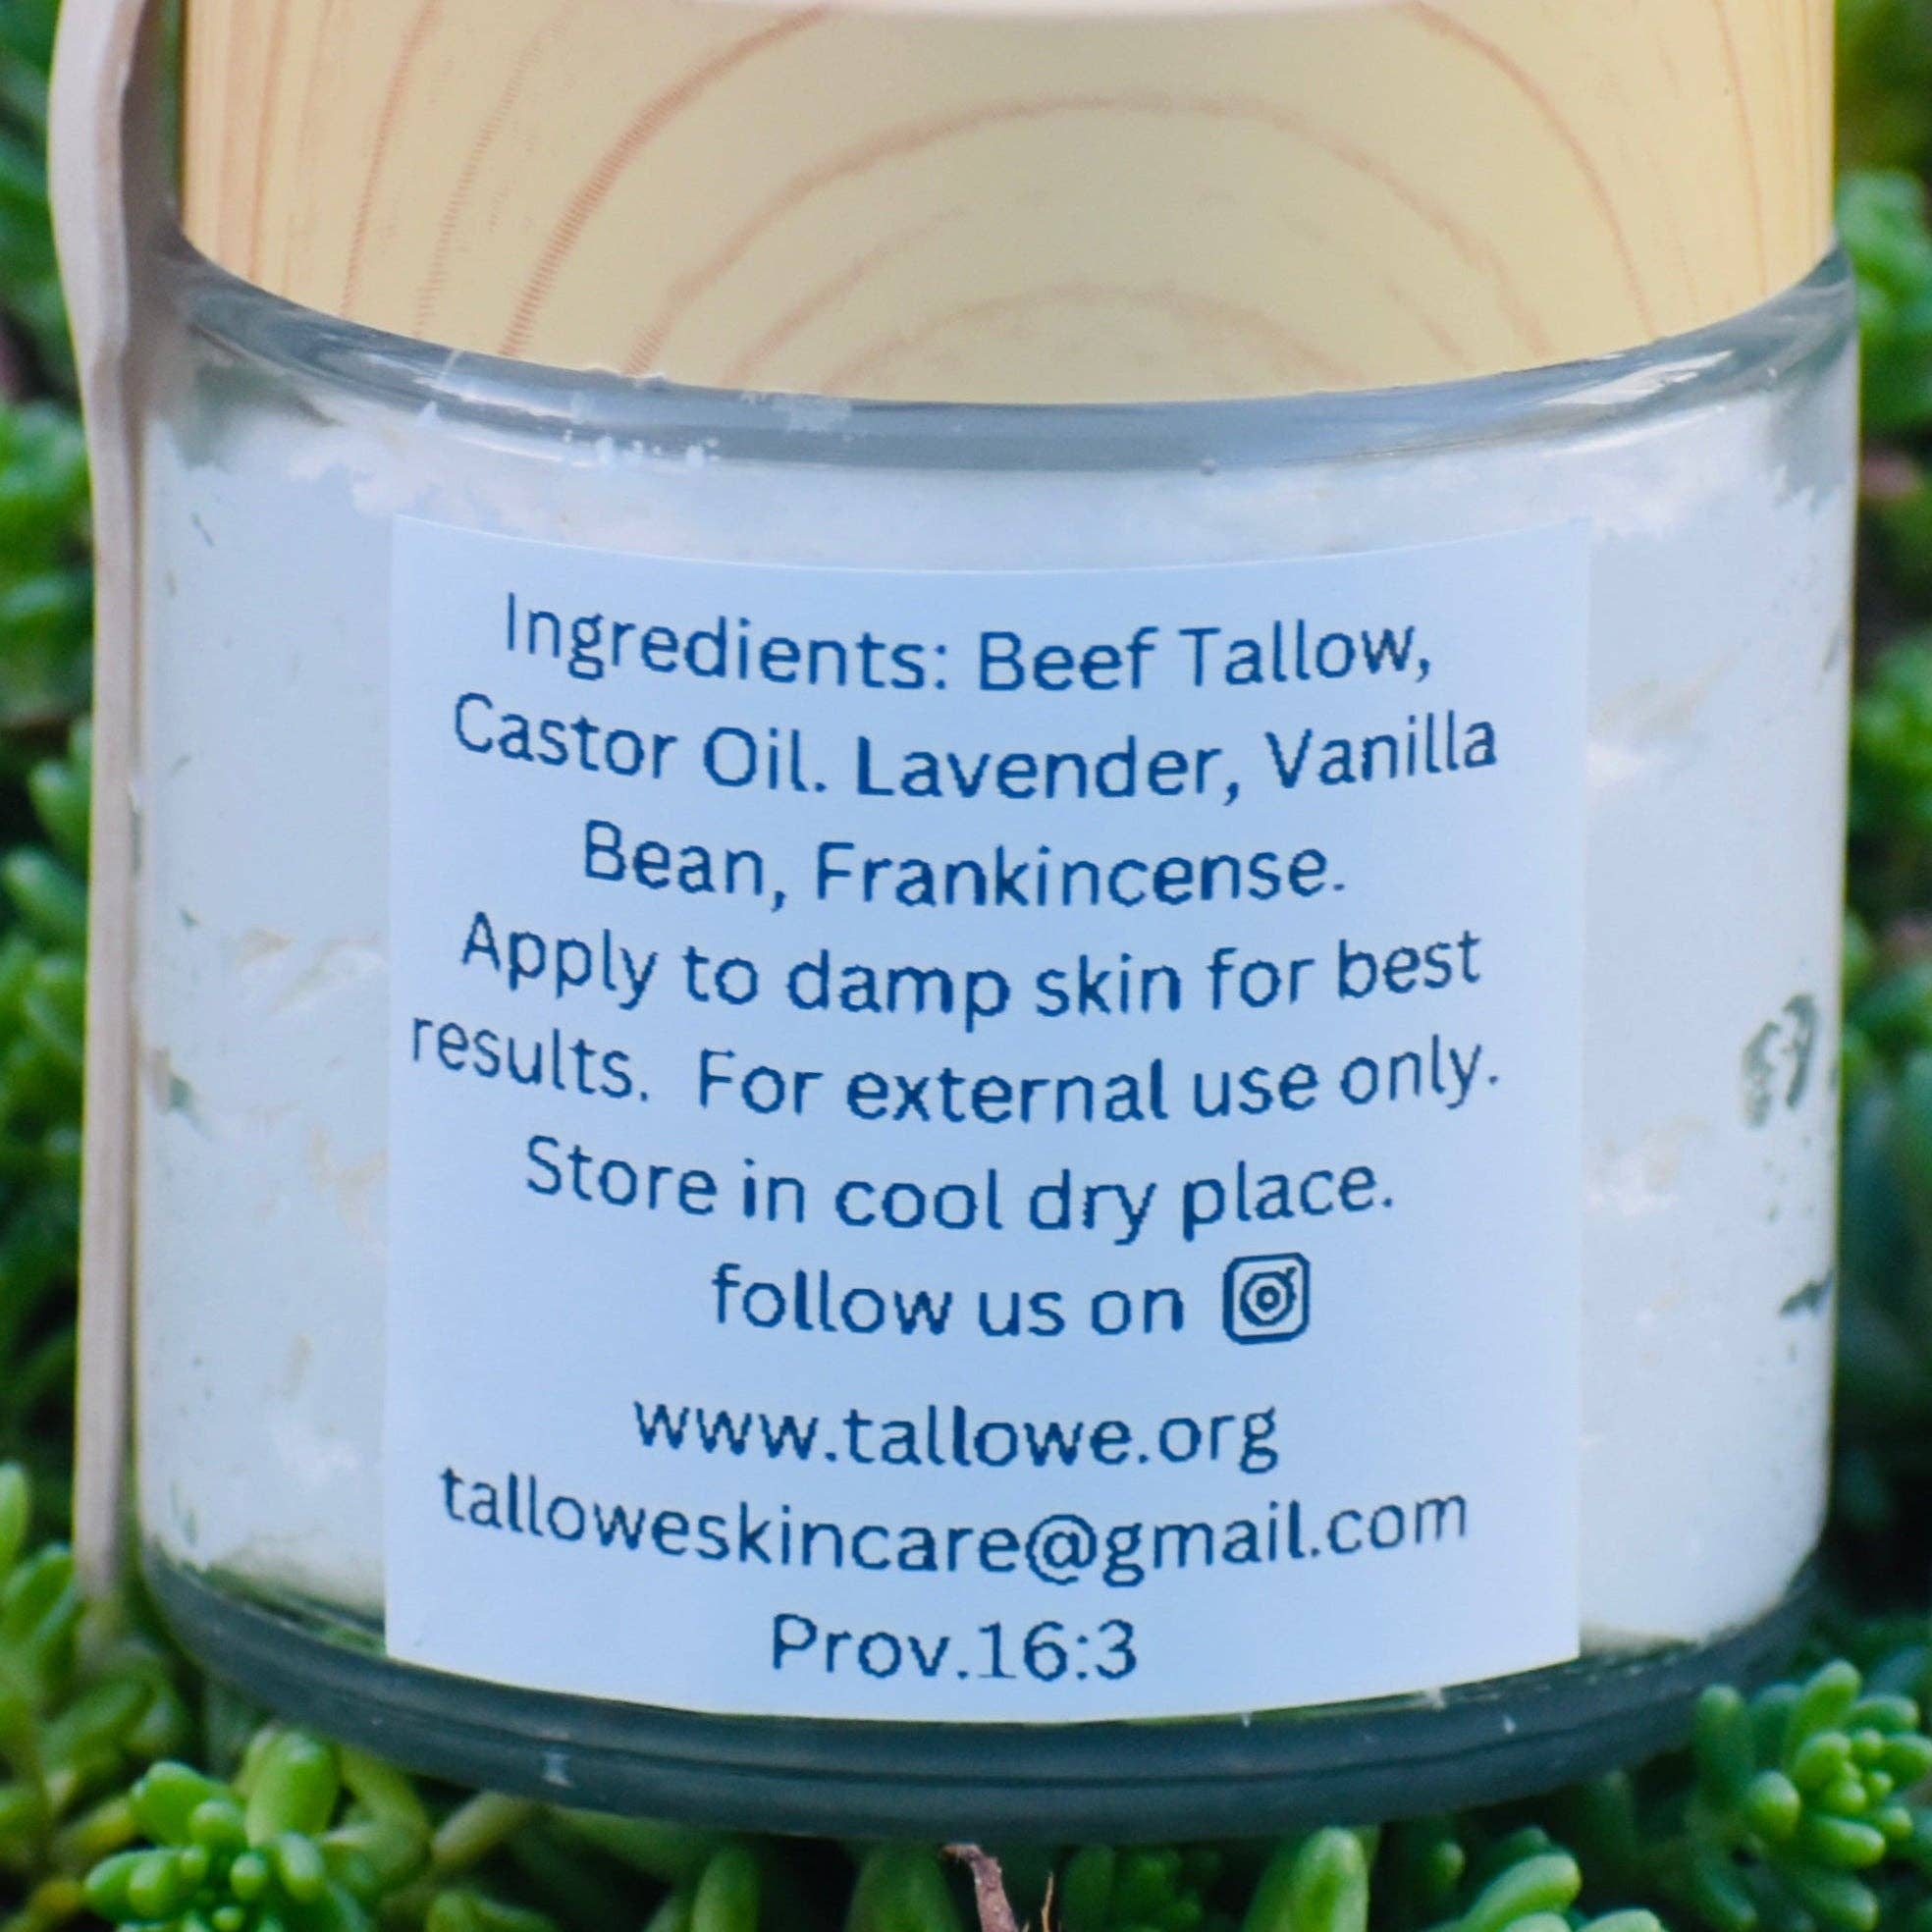 Ingredients: Beef Tallow,
Castor Oil. Lavender, Vanilla
Bean, Frankincense.
Apply to damp skin for best
results. For external use only.
Store in cool dry place.
follow us on
www.tallowe.org
talloweskincare@gmail.com
Prov.16:3